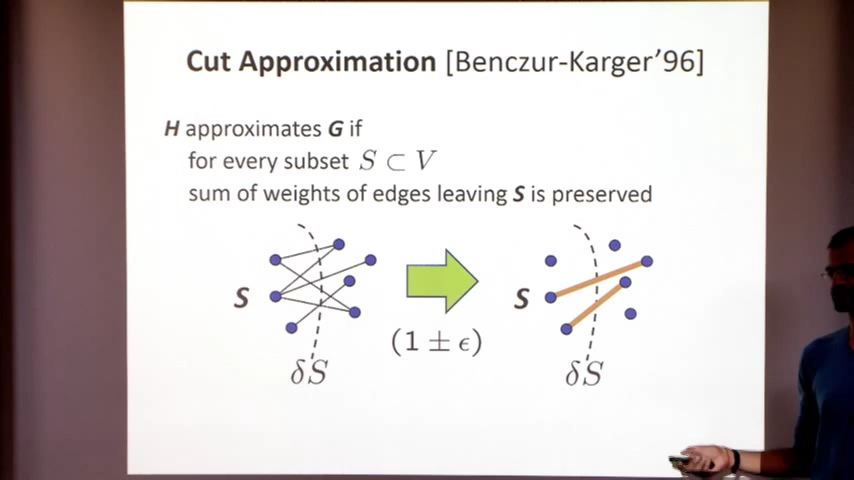 Cut Approximation [Benczur-Karger'96]
H approximates G if
for every subset S ⊂ V
sum of weights of edges leaving S is preserved
S
S
(1 ± ϵ)
δS
δS